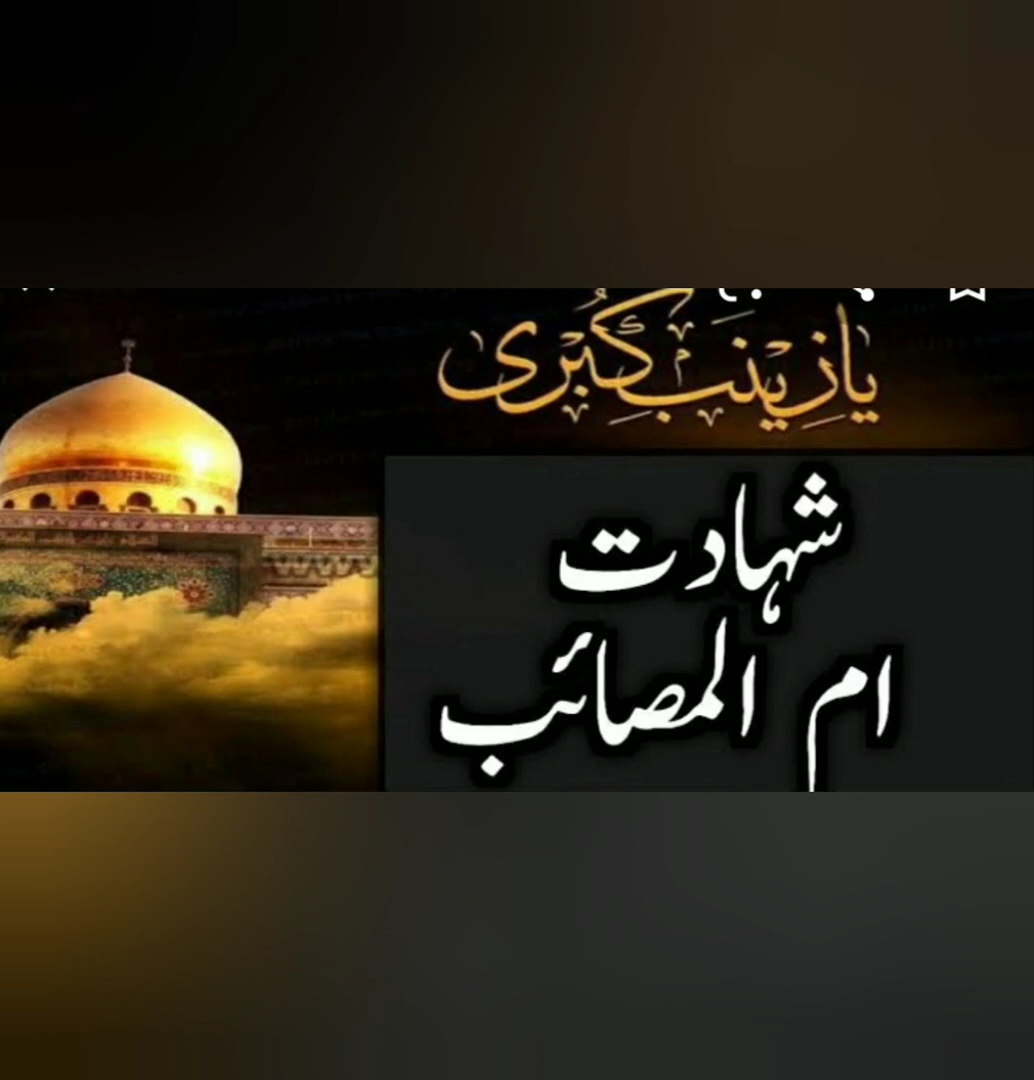 یا زینب کبری
شہادت
ام المصائب